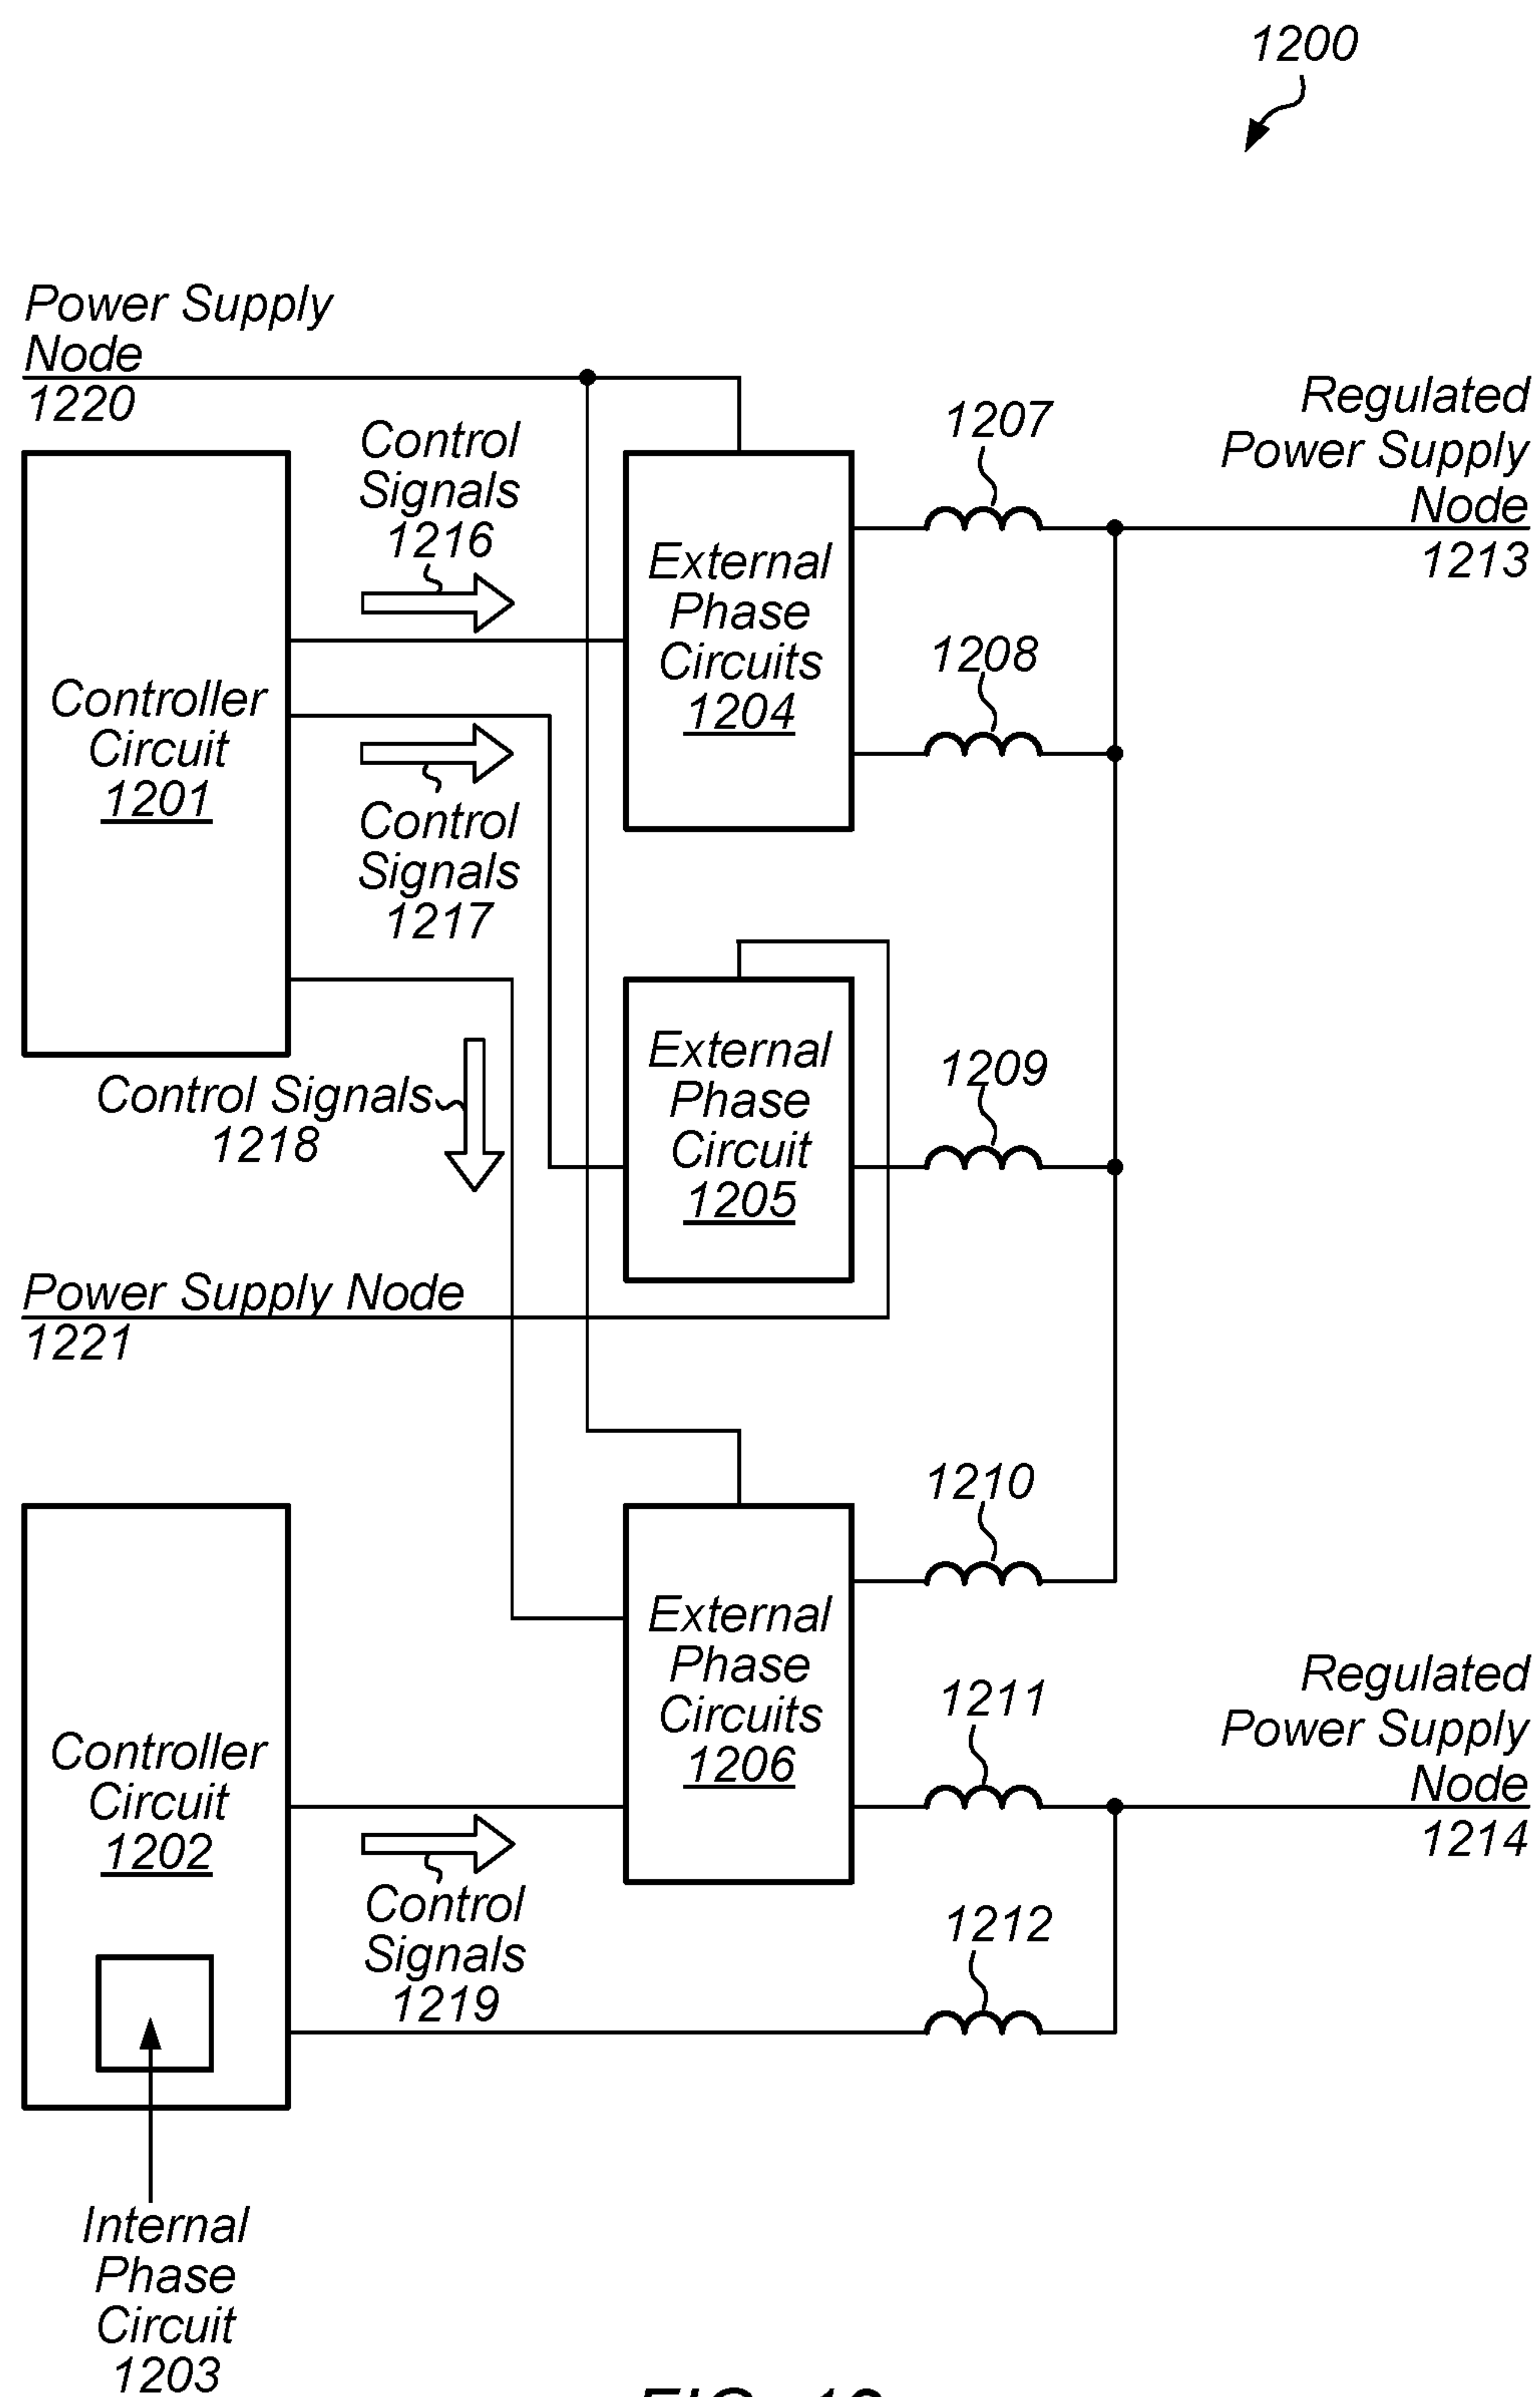 1200
Power Supply
Node
1220
Control
Signals
1216
1207
Regulated
Power Supply
Node
1213
External
Phase
Circuits
1204
1208
Controller
Circuit
1201
Control
Signals
1217
External
Phase
Circuit
1205
1209
Control Signals
1218
Power Supply Node
1221
1210
External
Phase
Circuits
1206
1211
Regulated
Power Supply
Node
1214
Controller
Circuit
1202
Control
Signals
1219
1212
Internal
Phase
Circuit
1203